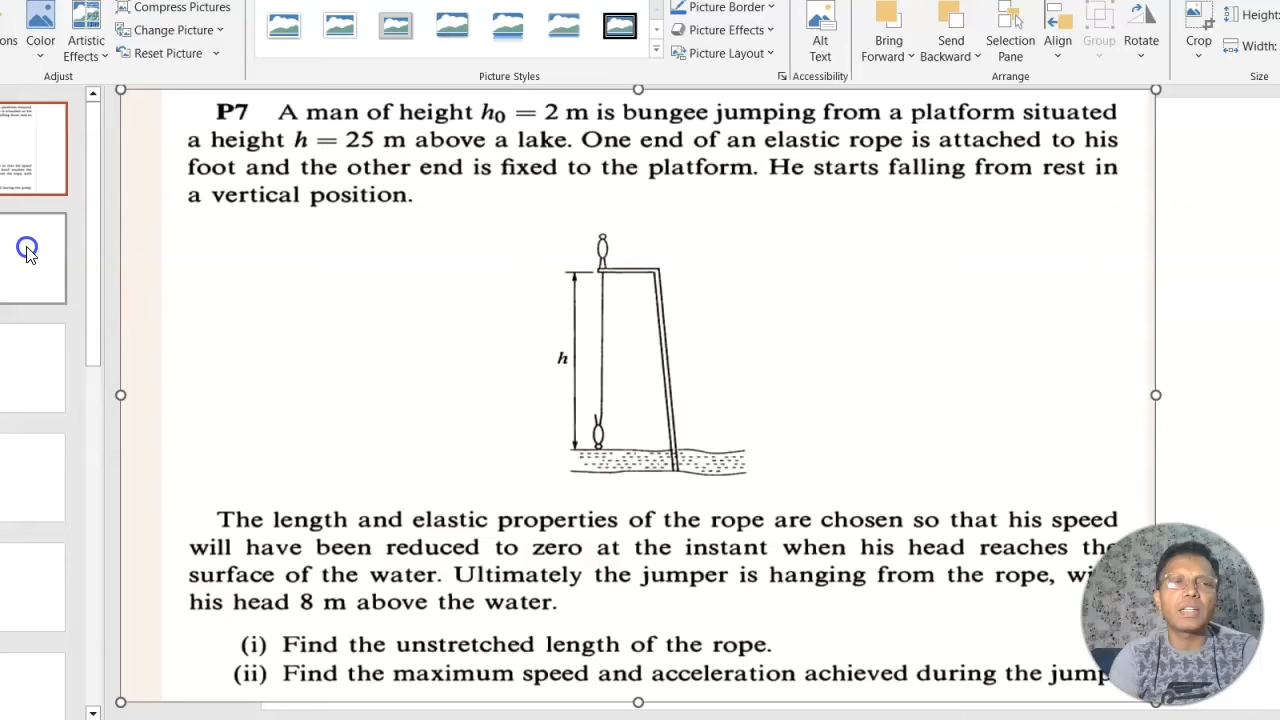 Compress Pictures
Picture Border
Height
ons
Color
Artistic
Effects
Change Picture
Picture Effects
Alt
Text
Bring
Forward
Send
Backward
Selection
Pane
Align
Group
Rotate
Crop
Width:
Reset Picture
Picture Layout
Adjust
Picture Styles
Accessibility
Arrange
Size
P7 A man of height h₀ = 2 m is bungee jumping from a platform situated
a height h = 25 m above a lake. One end of an elastic rope is attached to his
foot and the other end is fixed to the platform. He starts falling from rest in
a vertical position.
h
The length and elastic properties of the rope are chosen so that his speed
will have been reduced to zero at the instant when his head reaches the
surface of the water. Ultimately the jumper is hanging from the rope, wi
his head 8 m above the water.
(i) Find the unstretched length of the rope.
(ii) Find the maximum speed and acceleration achieved during the jump